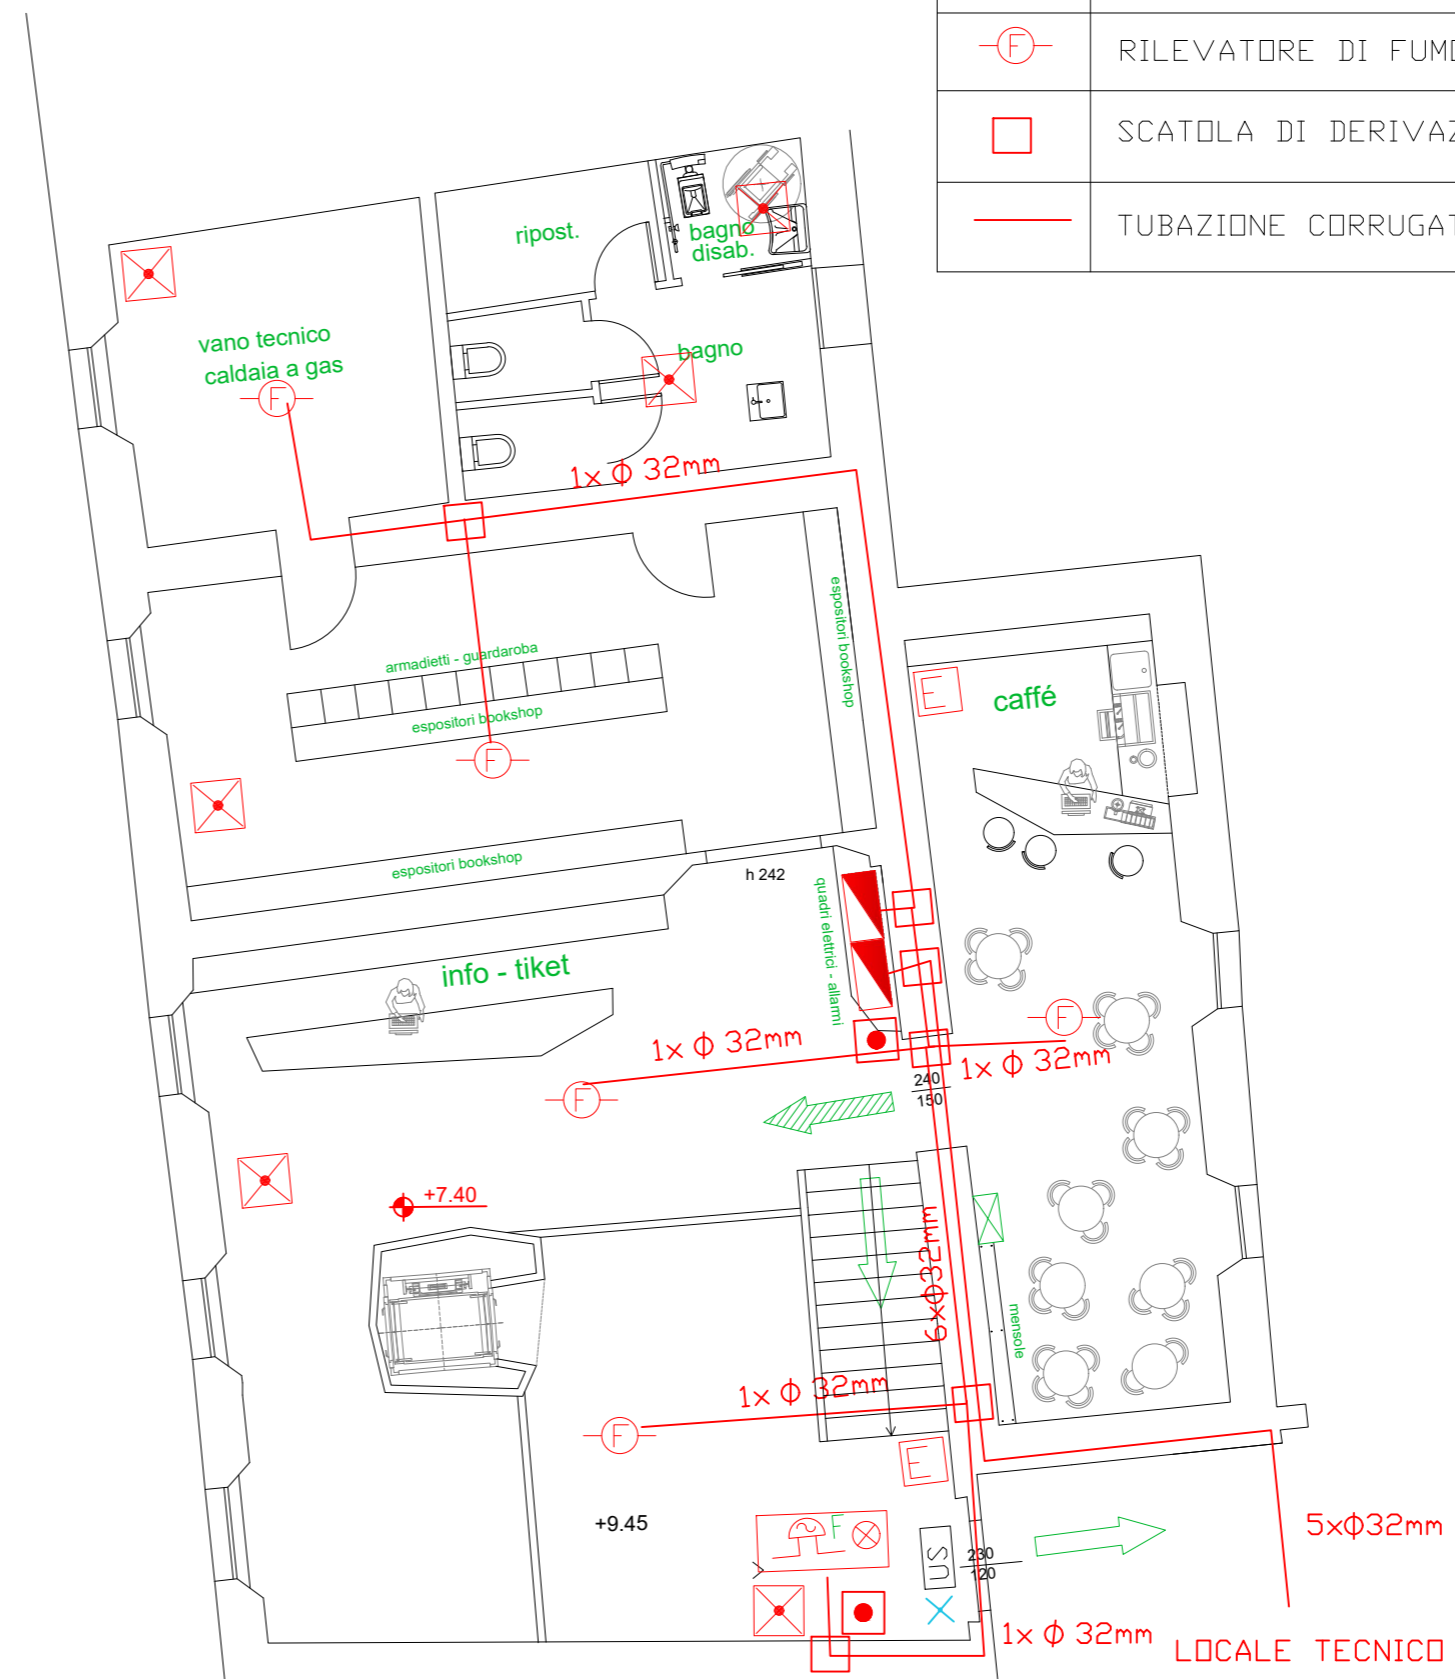 F
RILEVATORE DI FUM
SCATOLA DI DERIVAZ
TUBAZIONE CORRUGAT
ripost.
bagno
disab.
vano tecnico
caldaia a gas
bagno
F
1x Φ 32mm
espositori bookshop
armadietti - guardaroba
espositori bookshop
F
E
caffé
espositori bookshop
h 242
quadri elettrici - allarmi
info - tiket
F
1x Φ 32mm
1x Φ 32mm
240
150
F
+7.40
6xΦ32mm
mensole
1x Φ 32mm
F
E
+9.45
F
US
230
120
5xΦ32mm
1x Φ 32mm
LOCALE TECNICO